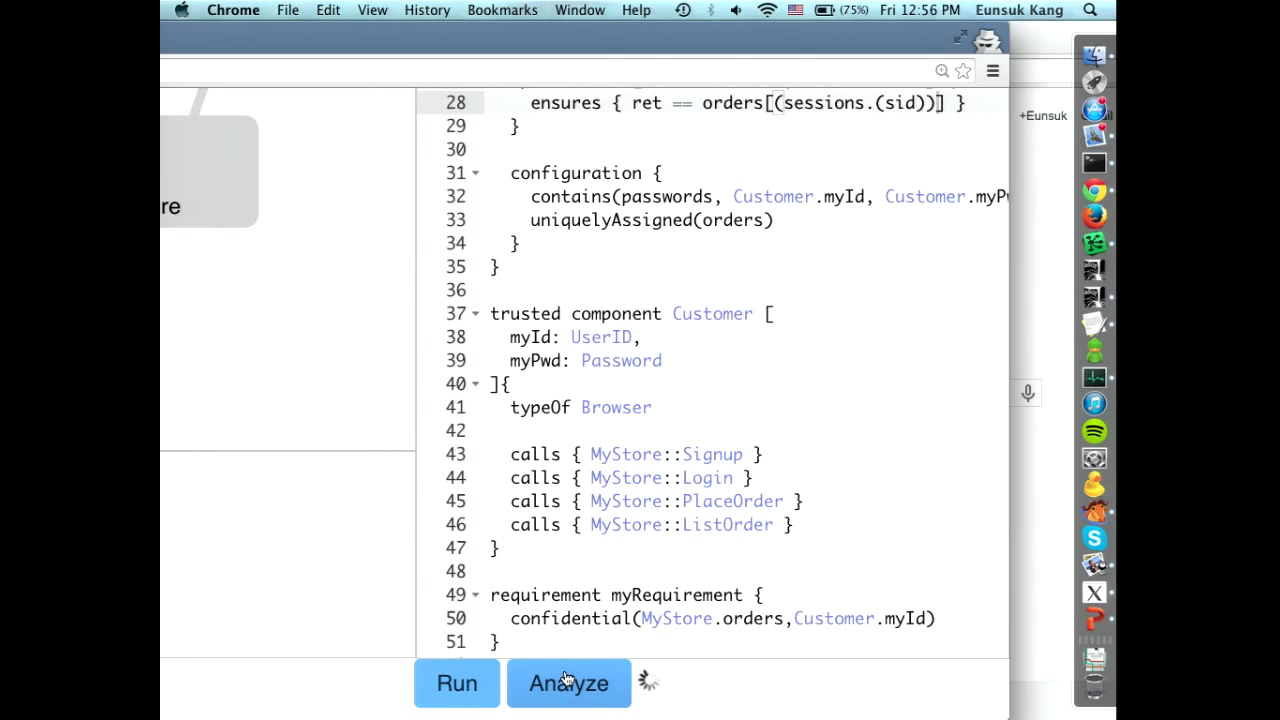 Chrome File Edit View History Bookmarks Window Help (75%) Fri 12:56 PM Eunsuk Kang
28 ensures { ret == orders[(sessions.(sid))] }
+Eunsuk
29 }
30
31 configuration {
32 contains(passwords, Customer.myId, Customer.myPw
re
33 uniquelyAssigned(orders)
34 }
35 }
36
37 trusted component Customer [
38 myId: UserID,
39 myPwd: Password
40 ]{
41 typeOf Browser
42
43 calls { MyStore::Signup }
44 calls { MyStore::Login }
45 calls { MyStore::PlaceOrder }
46 calls { MyStore::ListOrder }
47 }
48
49 requirement myRequirement {
50 confidential(MyStore.orders,Customer.myId)
51 }
Run Analyze